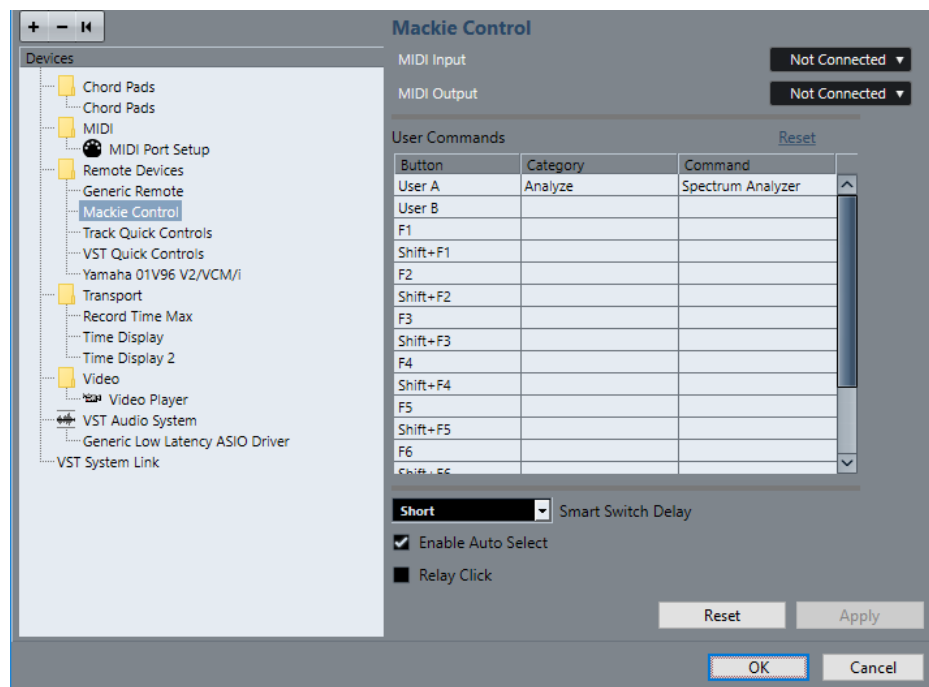 Mackie Control
Devices
Chord Pads
Chord Pads
MIDI
MIDI Port Setup
Remote Devices
Generic Remote
Mackie Control
Track Quick Controls
VST Quick Controls
Yamaha 01V96 V2/VCM/i
Transport
Record Time Max
Time Display
Time Display 2
Video
Video Player
VST Audio System
Generic Low Latency ASIO Driver
VST System Link
MIDI Input Not Connected
MIDI Output Not Connected
User Commands Reset
Button Category Command
User A Analyze Spectrum Analyzer
User B
F1
Shift+F1
F2
Shift+F2
F3
Shift+F3
F4
Shift+F4
F5
Shift+F5
F6
Shift+F6
Short Smart Switch Delay
Enable Auto Select
Relay Click
Reset Apply
OK Cancel